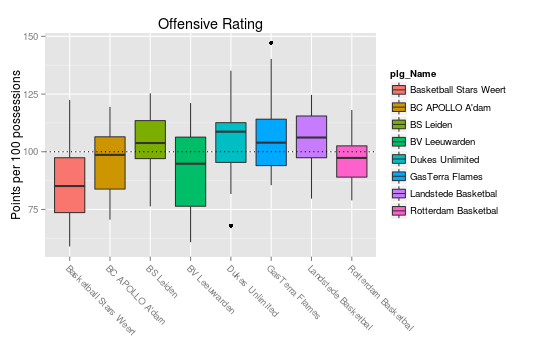 Offensive Rating
Points per 100 possessions
150
125
100
75
Basketball Stars Weert
BC APOLLO A'dam
BS Leiden
BV Leeuwarden
Dukes Unlimited
GasTerra Flames
Landstede Basketbal
Rotterdam Basketbal
plg_Name
Basketball Stars Weert
BC APOLLO A'dam
BS Leiden
BV Leeuwarden
Dukes Unlimited
GasTerra Flames
Landstede Basketbal
Rotterdam Basketbal